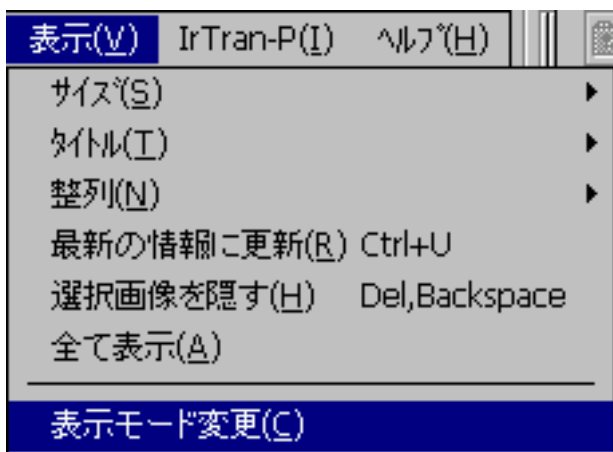 表示(V) IrTran-P(I) ﾍﾙﾌﾟ(H)
ｻｲｽﾞ(S)
ﾀｲﾄﾙ(T)
整列(N)
最新の情報に更新(R) Ctrl+U
選択画像を隠す(H) Del,Backspace
全て表示(A)
表示モード変更(C)